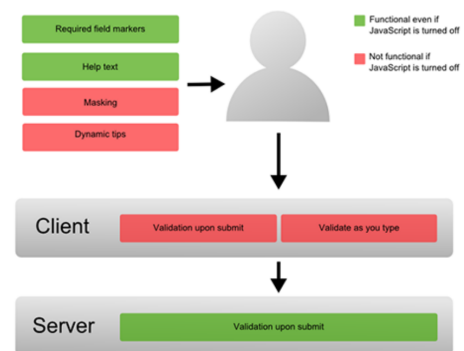 Required field markers
Help text
Masking
Dynamic tips
Functional even if
JavaScript is turned off
Not functional if
JavaScript is turned off
Client
Validation upon submit
Validate as you type
Server
Validation upon submit